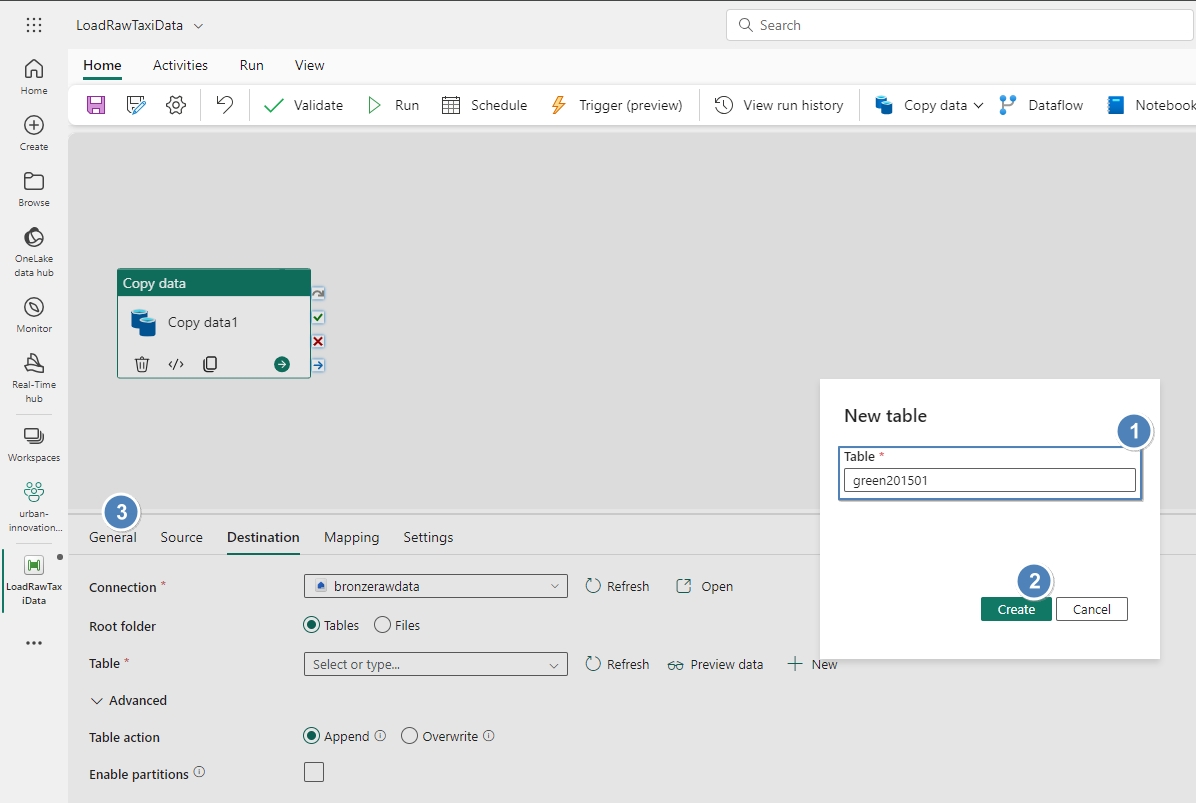 LoadRawTaxiData
Search
Home
Activities
Run
View
Validate
Run
Schedule
Trigger (preview)
View run history
Copy data
Dataflow
Notebook
Home
Create
Browse
OneLake
data hub
Monitor
Real-Time
hub
Workspaces
urban-
innovation...
LoadRawTax
iData
Copy data
Copy data1
New table
1
Table *
green201501
2
Create
Cancel
3
General
Source
Destination
Mapping
Settings
Connection *
bronzerawdata
Refresh
Open
Root folder
Tables
Files
Table *
Select or type...
Refresh
Preview data
New
Advanced
Table action
Append
Overwrite
Enable partitions